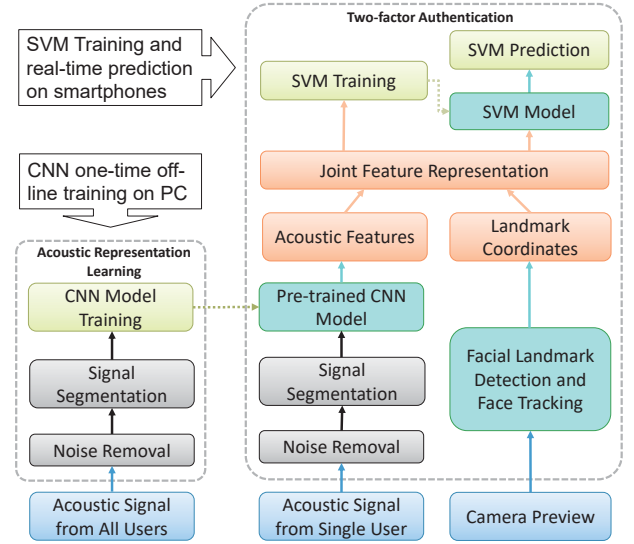 Two-factor Authentication
SVM Training and
real-time prediction
on smartphones
SVM Prediction
SVM Training
SVM Model
CNN one-time off-
line training on PC
Joint Feature Representation
Acoustic Features
Landmark
Coordinates
Acoustic Representation
Learning
CNN Model
Training
Pre-trained CNN
Model
Facial Landmark
Detection and
Face Tracking
Signal
Segmentation
Signal
Segmentation
Noise Removal
Noise Removal
Acoustic Signal
from All Users
Acoustic Signal
from Single User
Camera Preview